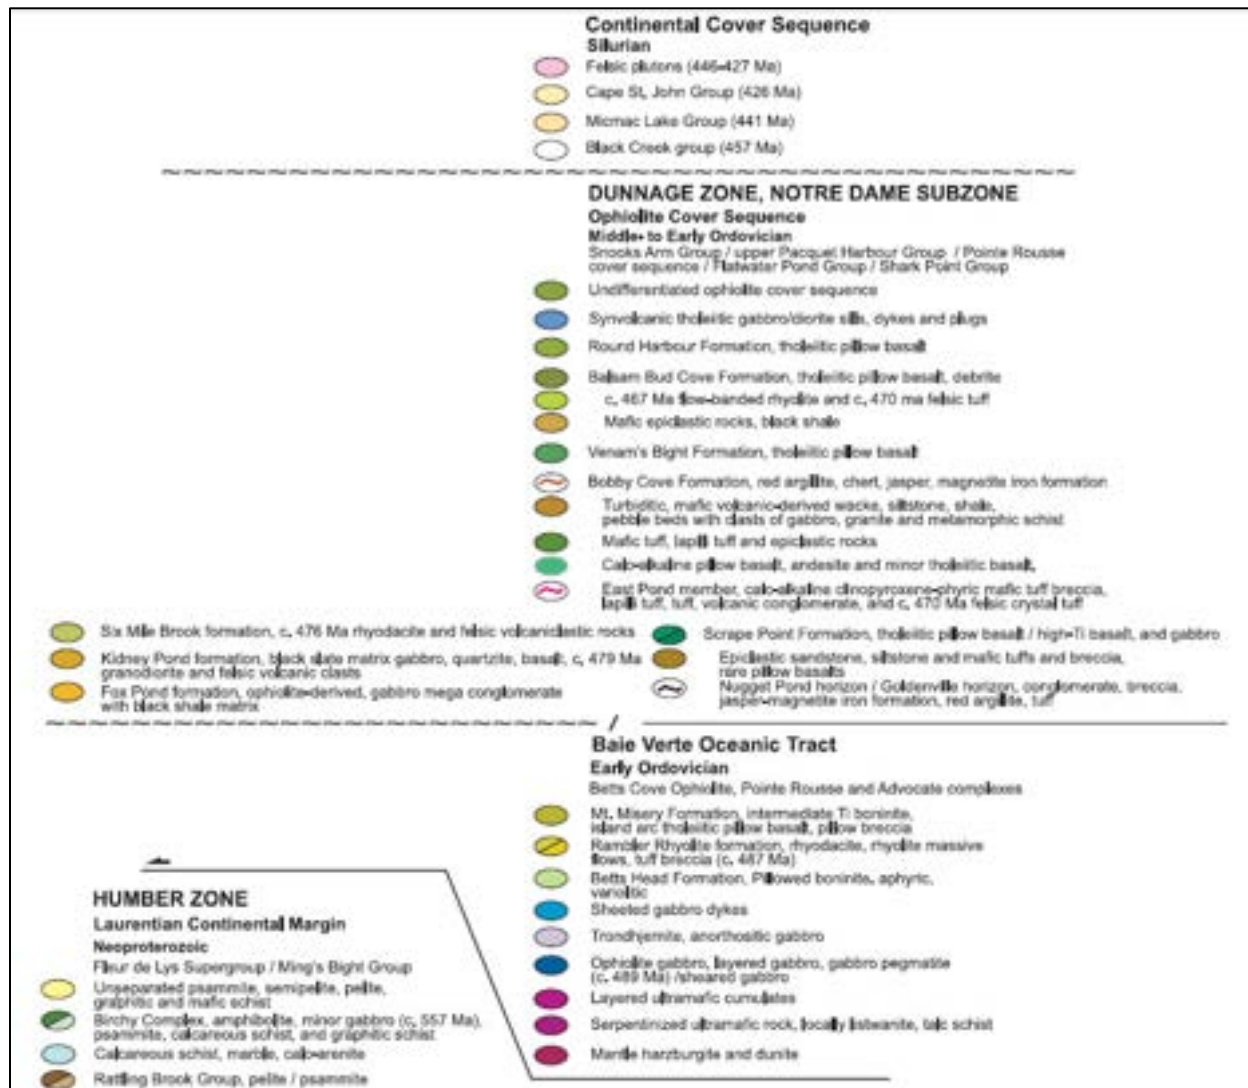 Continental Cover Sequence
Silurian
Felsic plutons (446-427 Ma)
Cape St. John Group (426 Ma)
Micmac Lake Group (441 Ma)
Black Creek group (457 Ma)
DUNNAGE ZONE, NOTRE DAME SUBZONE
Ophiolite Cover Sequence
Middle- to Early Ordovician
Snooks Arm Group / upper Pacquet Harbour Group / Pointe Rousse
cover sequence / Flatwater Pond Group / Shark Point Group
Undifferentiated ophiolite cover sequence
Synvolcanic tholeiitic gabbro/diorite sills, dykes and plugs
Round Harbour Formation, tholeiitic pillow basalt
Balsam Bud Cove Formation, tholeiitic pillow basalt, debrite
c. 467 Ma flow-banded rhyolite and c. 470 ma felsic tuff
Mafic epiclastic rocks, black shale
Venam's Bight Formation, tholeiitic pillow basalt
Bobby Cove Formation, red argillite, chert, jasper, magnetite iron formation
Turbiditic, mafic volcanic-derived wacke, siltstone, shale,
pebble beds with clasts of gabbro, granite and metamorphic schist
Mafic tuff, lapilli tuff and epiclastic rocks
Calc-alkaline pillow basalt, andesite and minor tholeiitic basalt,
East Pond member, calc-alkaline clinopyroxene-phyric mafic tuff breccia,
lapilli tuff, tuff, volcanic conglomerate, and c. 470 Ma felsic crystal tuff
Six Mile Brook formation, c. 476 Ma rhyodacite and felsic volcaniclastic rocks
Kidney Pond formation, black slate matrix gabbro, quartzite, basalt, c. 479 Ma
granodiorite and felsic volcanic clasts
Fox Pond formation, ophiolite-derived, gabbro mega conglomerate
with black shale matrix
Scrape Point Formation, tholeiitic pillow basalt / high-Ti basalt, and gabbro
Epiclastic sandstone, siltstone and mafic tuffs and breccia,
rare pillow basalts
Nugget Pond horizon / Goldenville horizon, conglomerate, breccia,
jasper-magnetite iron formation, red argillite, tuff
/
Baie Verte Oceanic Tract
Early Ordovician
Betts Cove Ophiolite, Pointe Rousse and Advocate complexes
Mt. Misery Formation, intermediate Ti boninite,
island arc tholeiitic pillow basalt, pillow breccia
Rambler Rhyolite formation, rhyodacite, rhyolite massive
flows, tuff breccia (c. 487 Ma)
Betts Head Formation, Pillowed boninite, aphyric,
variolitic
Sheeted gabbro dykes
Trondhjemite, anorthositic gabbro
Ophiolite gabbro, layered gabbro, gabbro pegmatite
(c. 489 Ma) /sheared gabbro
Layered ultramafic cumulates
Serpentinized ultramafic rock, locally listwanite, talc schist
Mantle harzburgite and dunite
HUMBER ZONE
Laurentian Continental Margin
Neoproterozoic
Fleur de Lys Supergroup / Ming's Bight Group
Unseparated psammite, semipelite, pelite,
graphitic and mafic schist
Birchy Complex, amphibolite, minor gabbro (c. 557 Ma),
psammite, calcareous schist, and graphitic schist
Calcareous schist, marble, calc-arenite
Rattling Brook Group, pelite / psammite